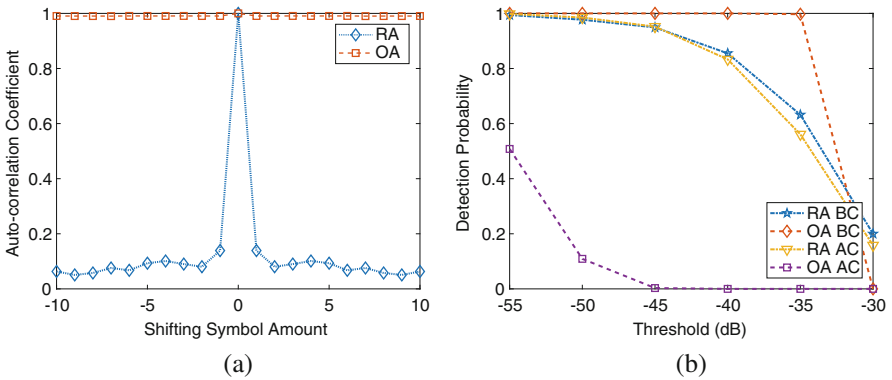 1
0.8
0.6
0.4
0.2
0
Auto-correlation Coefficient
RA
OA
-10
-5
0
5
10
Shifting Symbol Amount
(a)
1
0.8
0.6
0.4
0.2
0
Detection Probability
RA BC
OA BC
RA AC
OA AC
-55
-50
-45
-40
-35
-30
Threshold (dB)
(b)